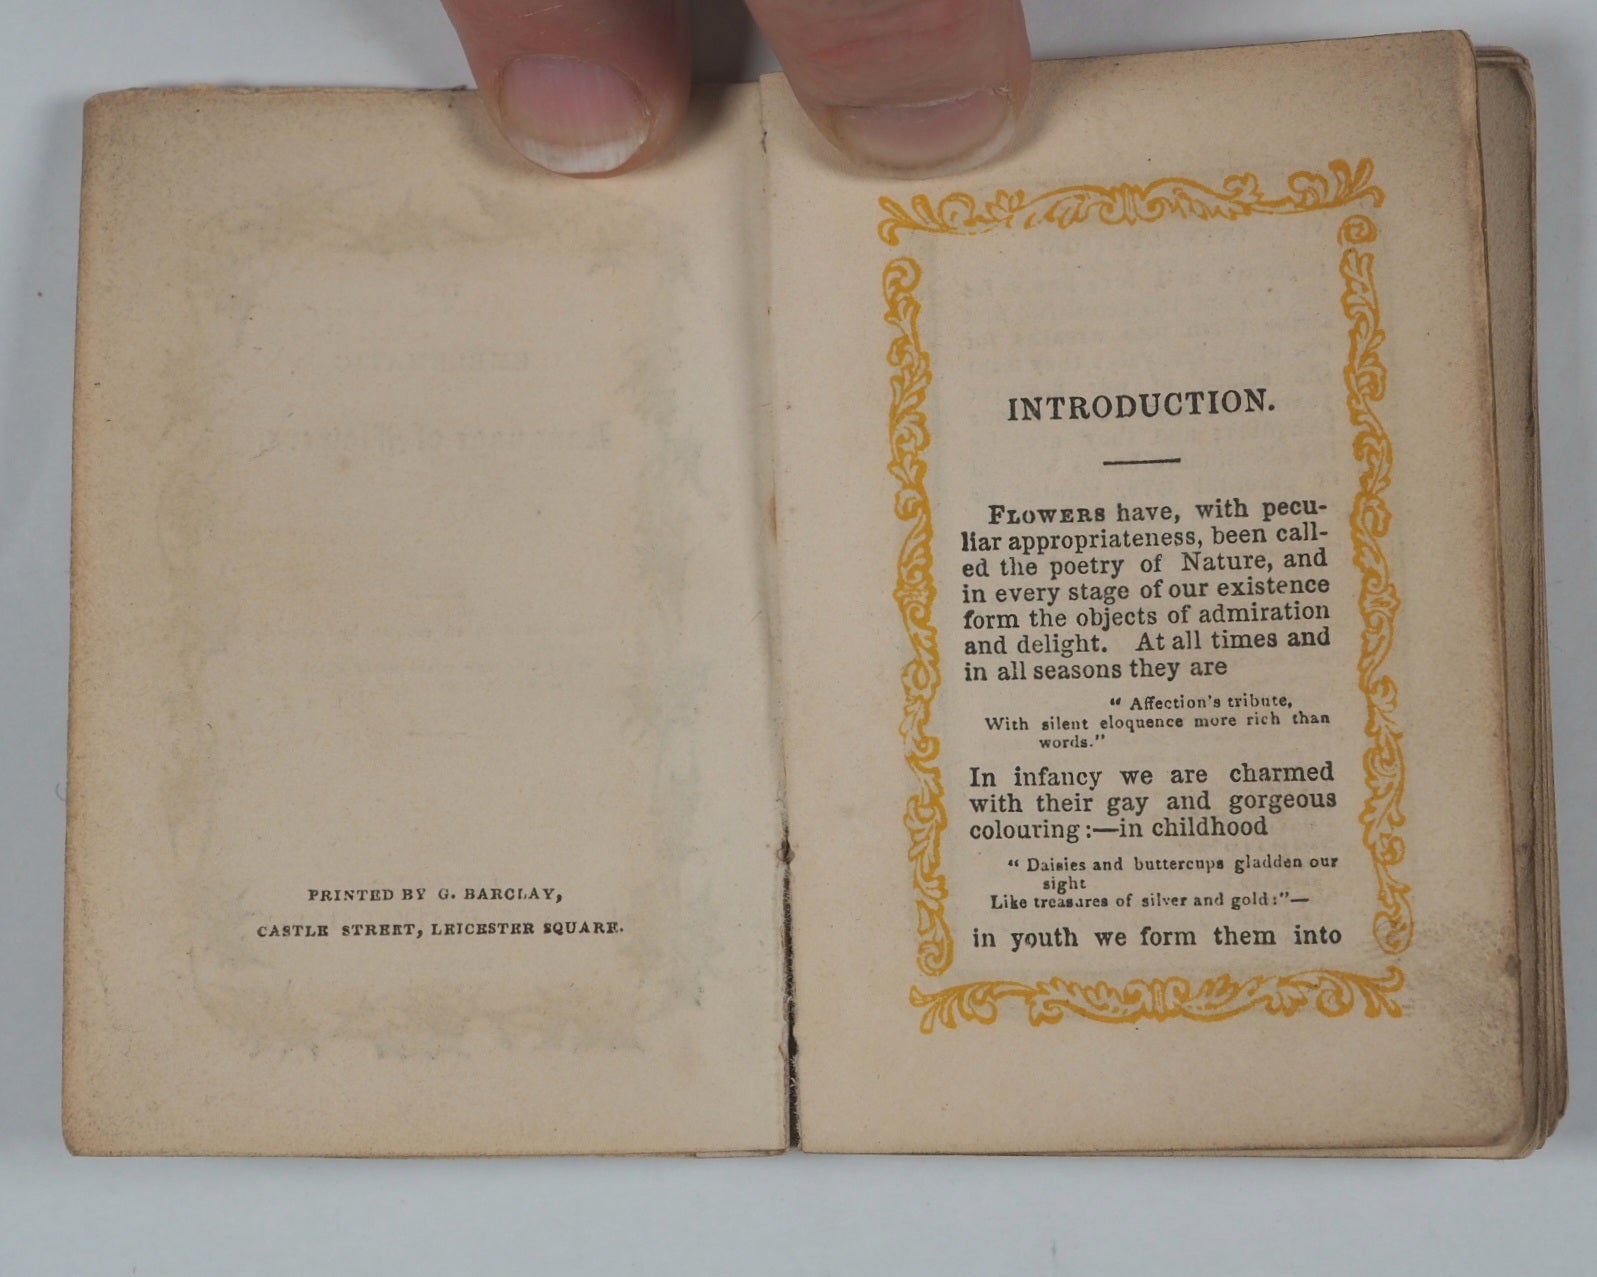 PRINTED BY G. BARCLAY,
CASTLE STREET, LEICESTER SQUARE.
INTRODUCTION.
FLOWERS have, with pecu-
liar appropriateness, been call-
ed the poetry of Nature, and
in every stage of our existence
form the objects of admiration
and delight. At all times and
in all seasons they are
“ Affection's tribute,
With silent eloquence more rich than
words.”
In infancy we are charmed
with their gay and gorgeous
colouring :—in childhood
“ Daisies and buttercups gladden our
sight
Like treasures of silver and gold :”—
in youth we form them into